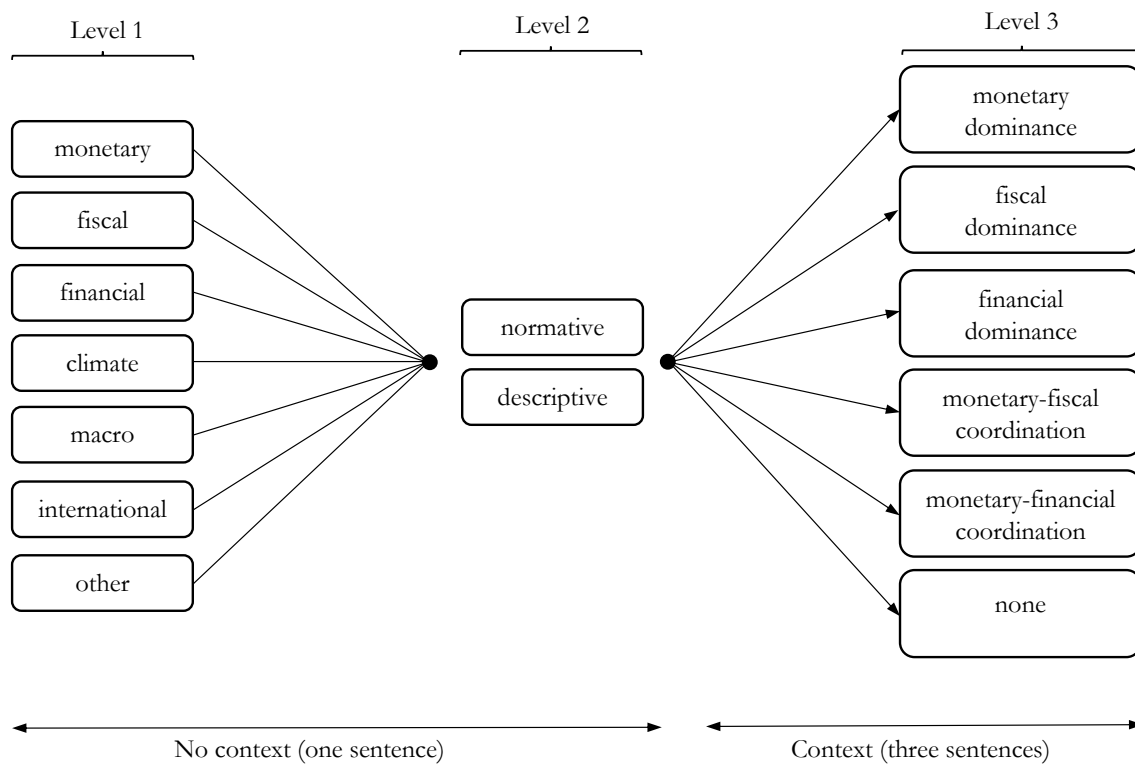 Level 1
Level 2
Level 3
monetary
fiscal
financial
climate
macro
international
other
normative
descriptive
monetary
dominance
fiscal
dominance
financial
dominance
monetary-fiscal
coordination
monetary-financial
coordination
none
No context (one sentence)
Context (three sentences)